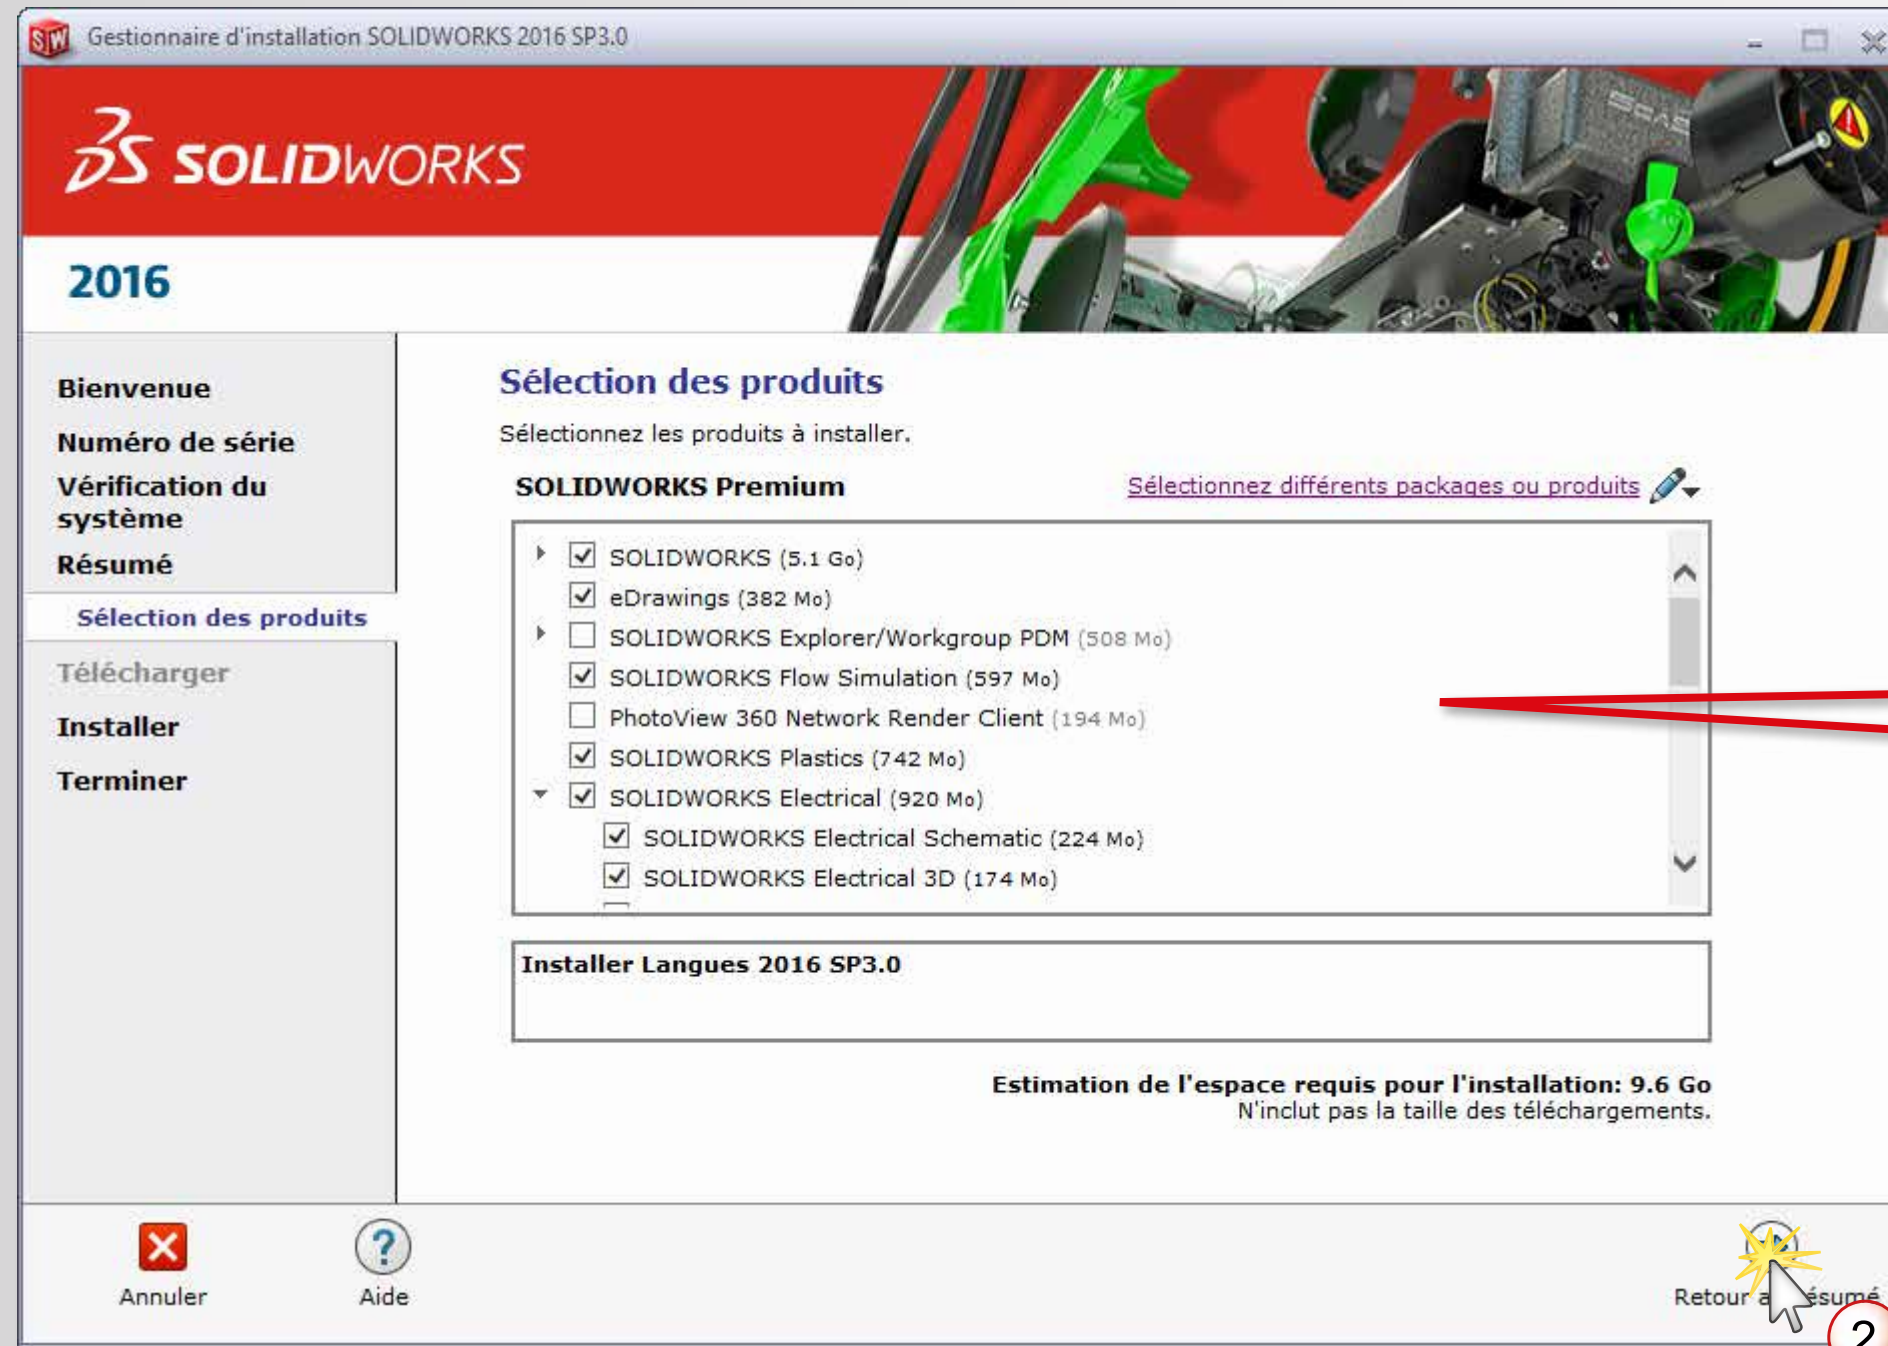 Gestionnaire d'installation SOLIDWORKS 2016 SP3.0
SOLIDWORKS
2016
Bienvenue
Numéro de série
Vérification du
système
Résumé
Sélection des produits
Télécharger
Installer
Terminer
Sélection des produits
Sélectionnez les produits à installer.
SOLIDWORKS Premium
Sélectionnez différents packages ou produits
SOLIDWORKS (5.1 Go)
eDrawings (382 Mo)
SOLIDWORKS Explorer/Workgroup PDM (508 Mo)
SOLIDWORKS Flow Simulation (597 Mo)
PhotoView 360 Network Render Client (194 Mo)
SOLIDWORKS Plastics (742 Mo)
SOLIDWORKS Electrical (920 Mo)
SOLIDWORKS Electrical Schematic (224 Mo)
SOLIDWORKS Electrical 3D (174 Mo)
Installer Langues 2016 SP3.0
Estimation de l'espace requis pour l'installation: 9.6 Go
N'inclut pas la taille des téléchargements.
Annuler
Aide
Retour
2